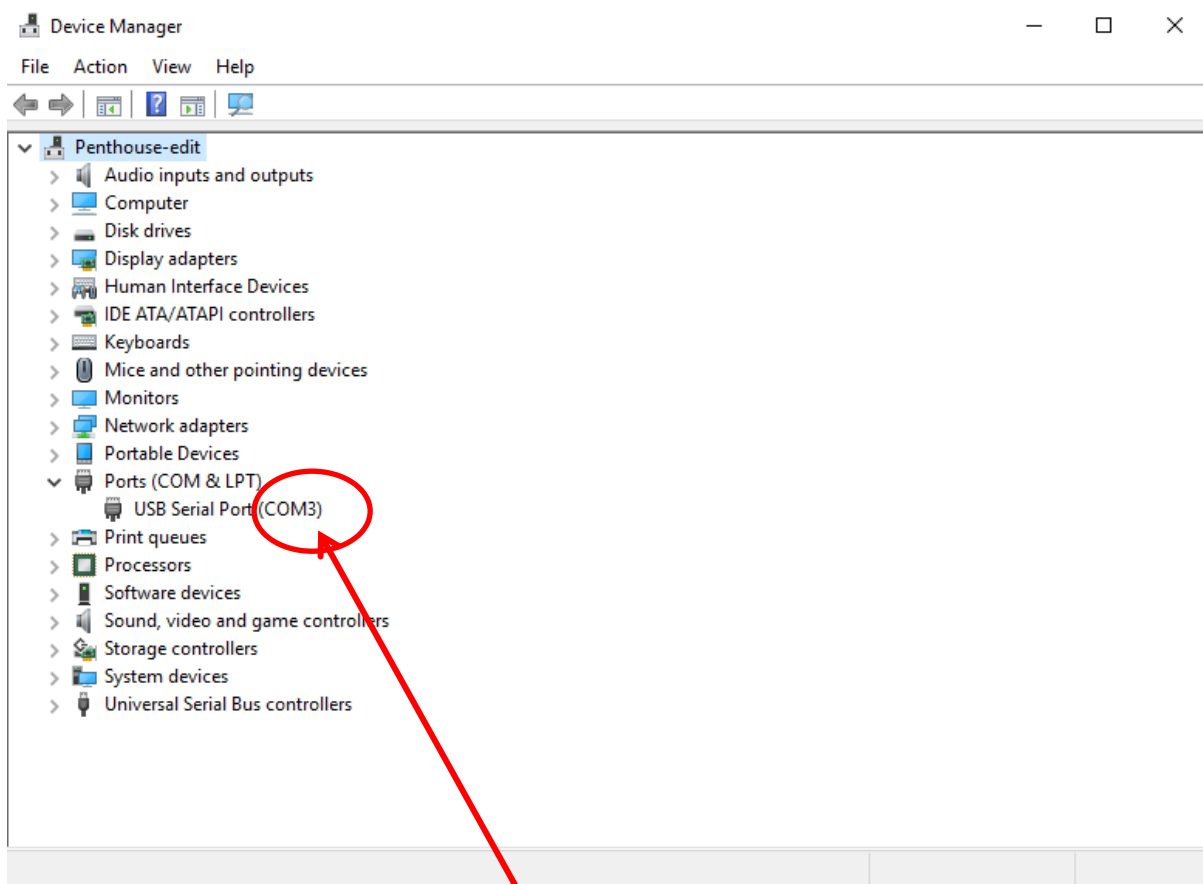 Device Manager
File Action View Help
Penthouse-edit
Audio inputs and outputs
Computer
Disk drives
Display adapters
Human Interface Devices
IDE ATA/ATAPI controllers
Keyboards
Mice and other pointing devices
Monitors
Network adapters
Portable Devices
Ports (COM & LPT)
USB Serial Port (COM3)
Print queues
Processors
Software devices
Sound, video and game controllers
Storage controllers
System devices
Universal Serial Bus controllers